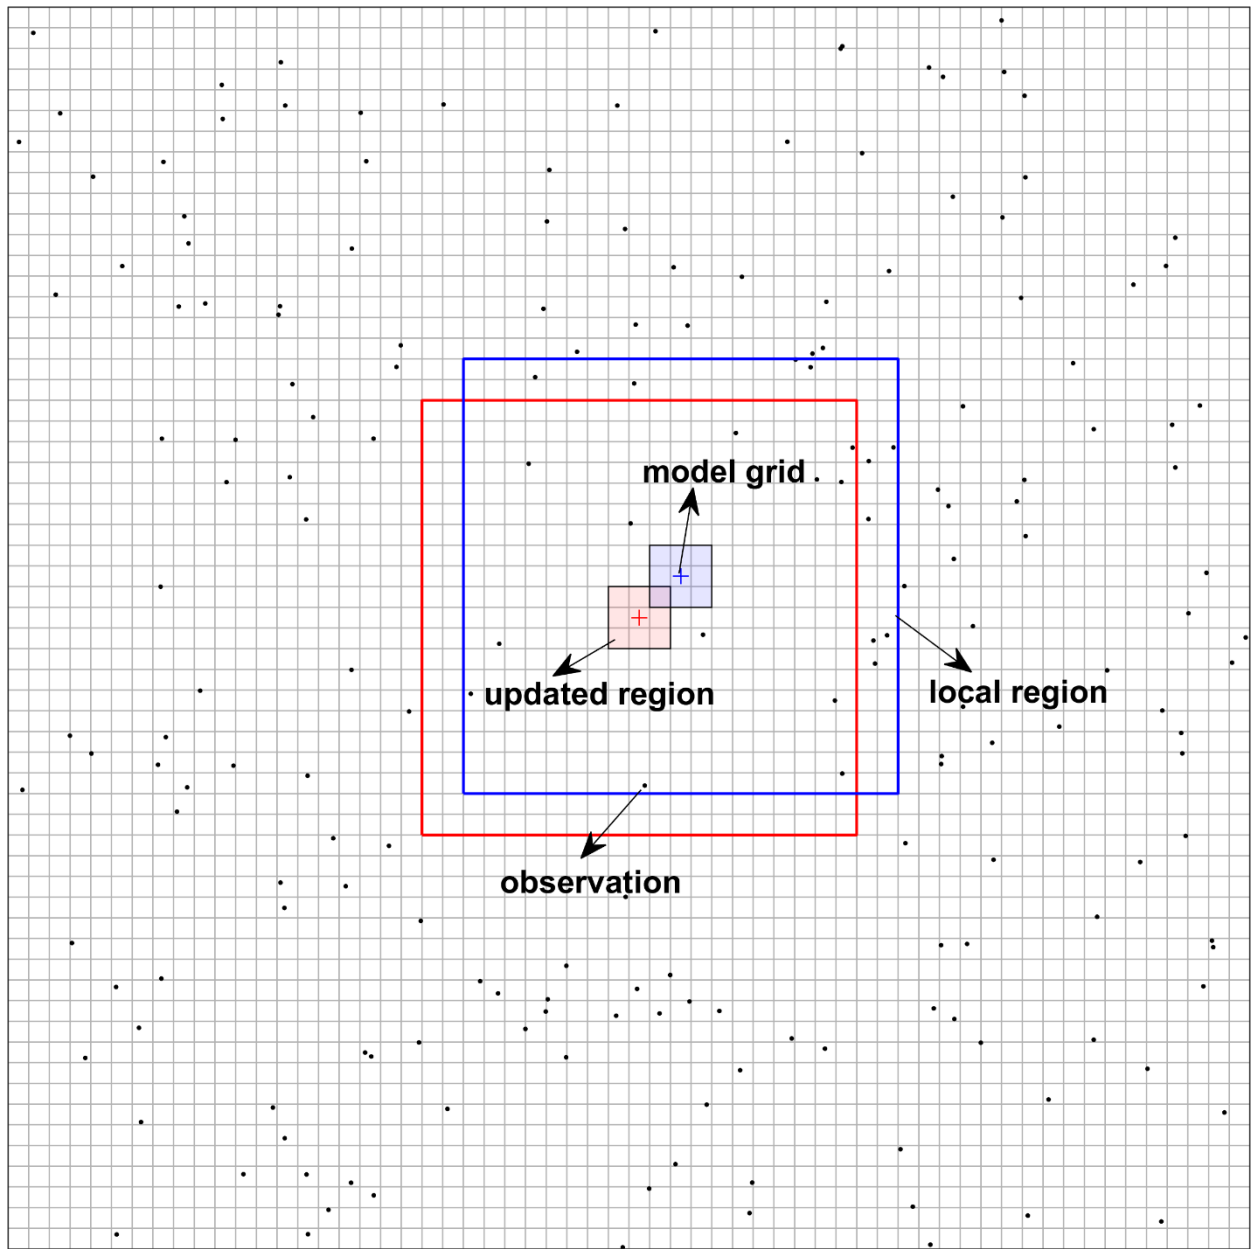 model grid
updated region
local region
observation